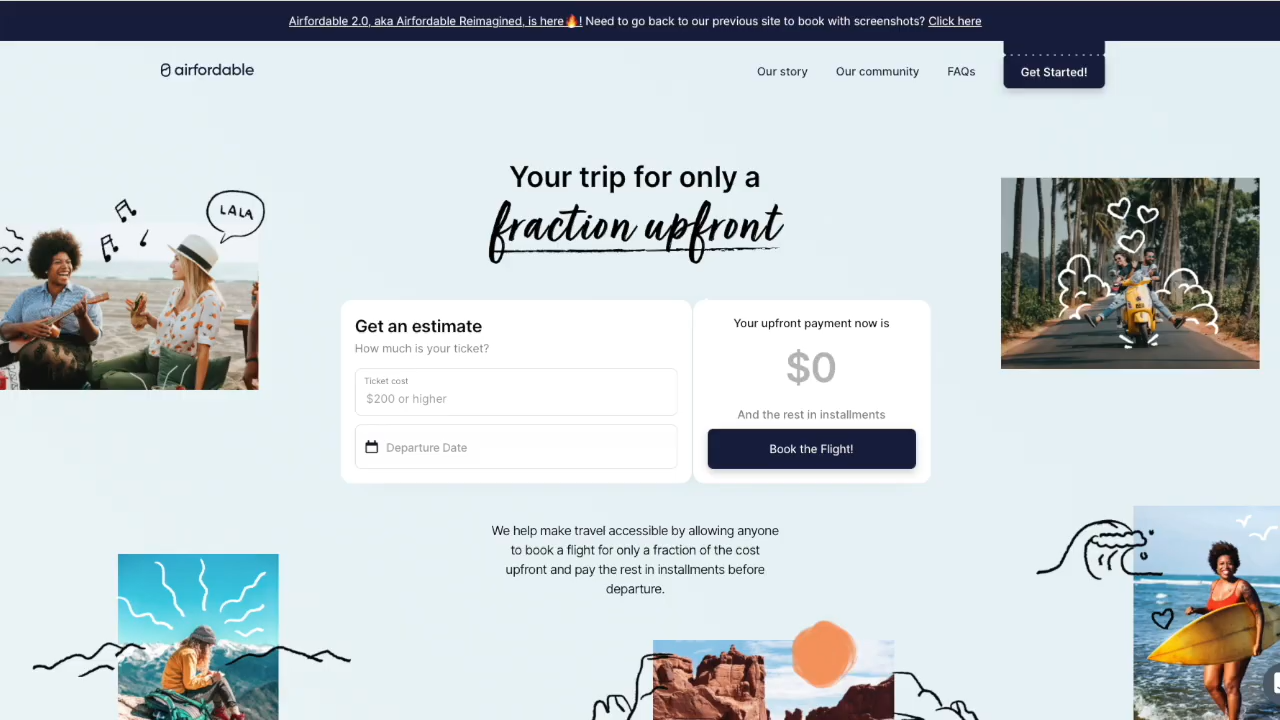 Airfordable 2.0, aka Airfordable Reimagined, is here🔥! Need to go back to our previous site to book with screenshots? Click here
airfordable
Our story
Our community
FAQs
Get Started!
Your trip for only a
fraction upfront
LALA
Get an estimate
How much is your ticket?
Ticket cost
$200 or higher
Departure Date
Your upfront payment now is
$0
And the rest in installments
Book the Flight!
We help make travel accessible by allowing anyone
to book a flight for only a fraction of the cost
upfront and pay the rest in installments before
departure.